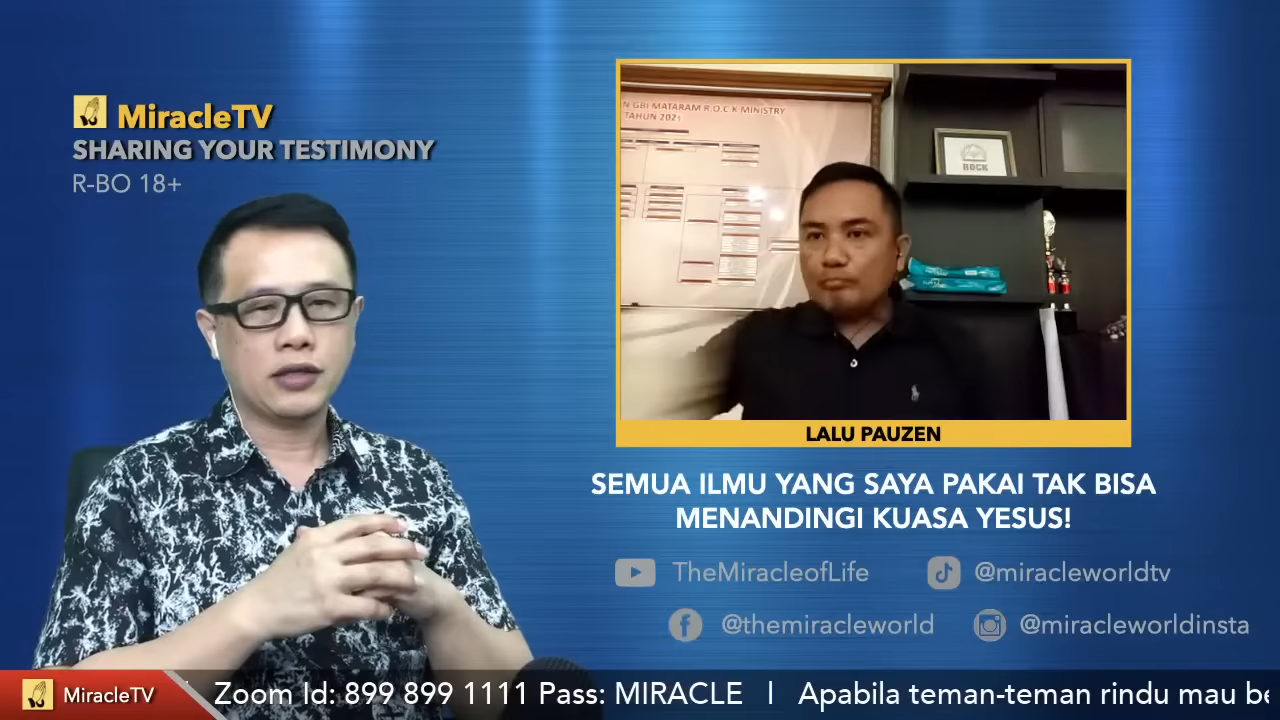 MiracleTV
SHARING YOUR TESTIMONY
R-BO 18+
N GBI MATARAM R.O.C.K MINISTRY
TAHUN 2021
ROCK
LALU PAUZEN
SEMUA ILMU YANG SAYA PAKAI TAK BISA
MENANDINGI KUASA YESUS!
TheMiracleofLife
@miracleworldtv
@themiracleworld
@miracleworldinsta
MiracleTV
Zoom Id: 899 899 1111 Pass: MIRACLE | Apabila teman-teman rindu mau be